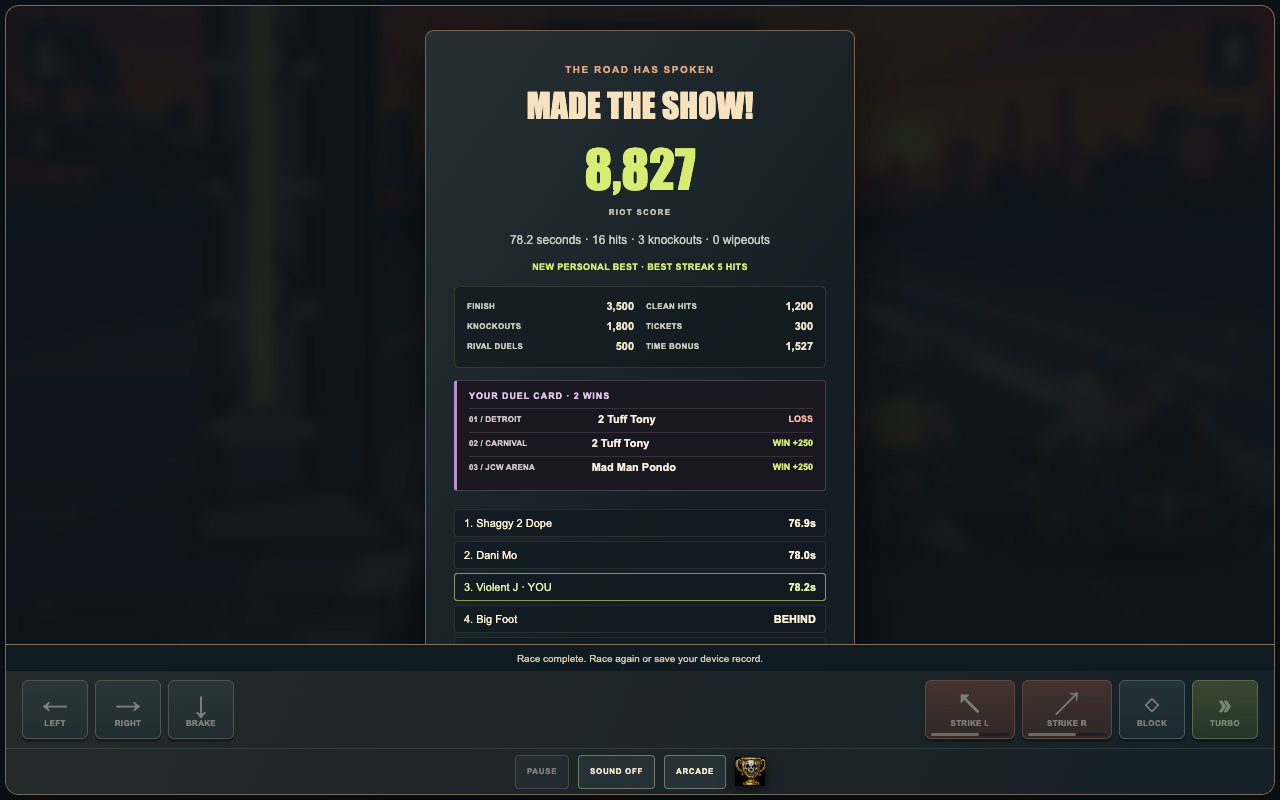 THE ROAD HAS SPOKEN
MADE THE SHOW!
8,827
RIOT SCORE
78.2 seconds · 16 hits · 3 knockouts · 0 wipeouts
NEW PERSONAL BEST · BEST STREAK 5 HITS
FINISH 3,500 CLEAN HITS 1,200
KNOCKOUTS 1,800 TICKETS 300
RIVAL DUELS 500 TIME BONUS 1,527
YOUR DUEL CARD · 2 WINS
01 / DETROIT 2 Tuff Tony LOSS
02 / CARNIVAL 2 Tuff Tony WIN +250
03 / JCW ARENA Mad Man Pondo WIN +250
1. Shaggy 2 Dope 76.9s
2. Dani Mo 78.0s
3. Violent J · YOU 78.2s
4. Big Foot BEHIND
Race complete. Race again or save your device record.
LEFT RIGHT BRAKE STRIKE L STRIKE R BLOCK TURBO
PAUSE SOUND OFF ARCADE